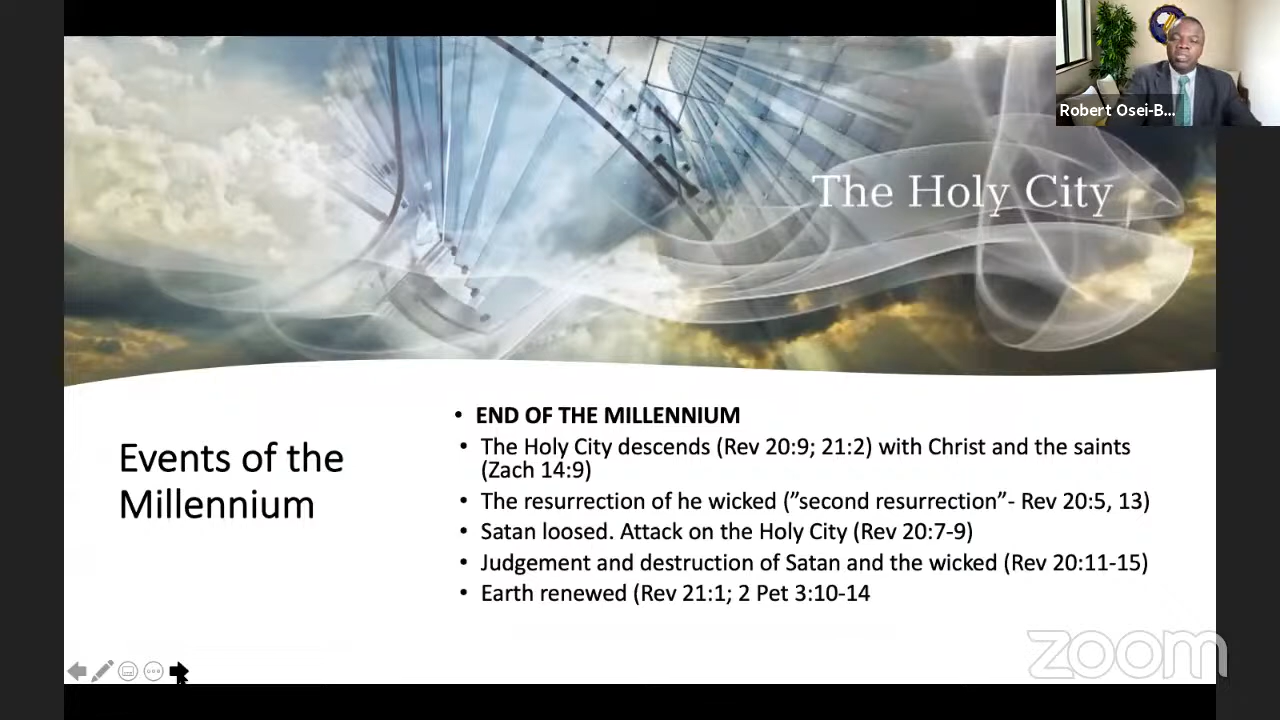 Robert Osei-B...
The Holy City
Events of the
Millennium
• END OF THE MILLENNIUM
• The Holy City descends (Rev 20:9; 21:2) with Christ and the saints
(Zach 14:9)
• The resurrection of he wicked (”second resurrection”- Rev 20:5, 13)
• Satan loosed. Attack on the Holy City (Rev 20:7-9)
• Judgement and destruction of Satan and the wicked (Rev 20:11-15)
• Earth renewed (Rev 21:1; 2 Pet 3:10-14
zoom